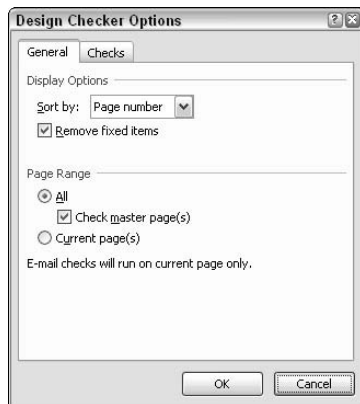 Design Checker Options
General Checks
Display Options
Sort by: Page number
Remove fixed items
Page Range
All
Check master page(s)
Current page(s)
E-mail checks will run on current page only.
OK Cancel